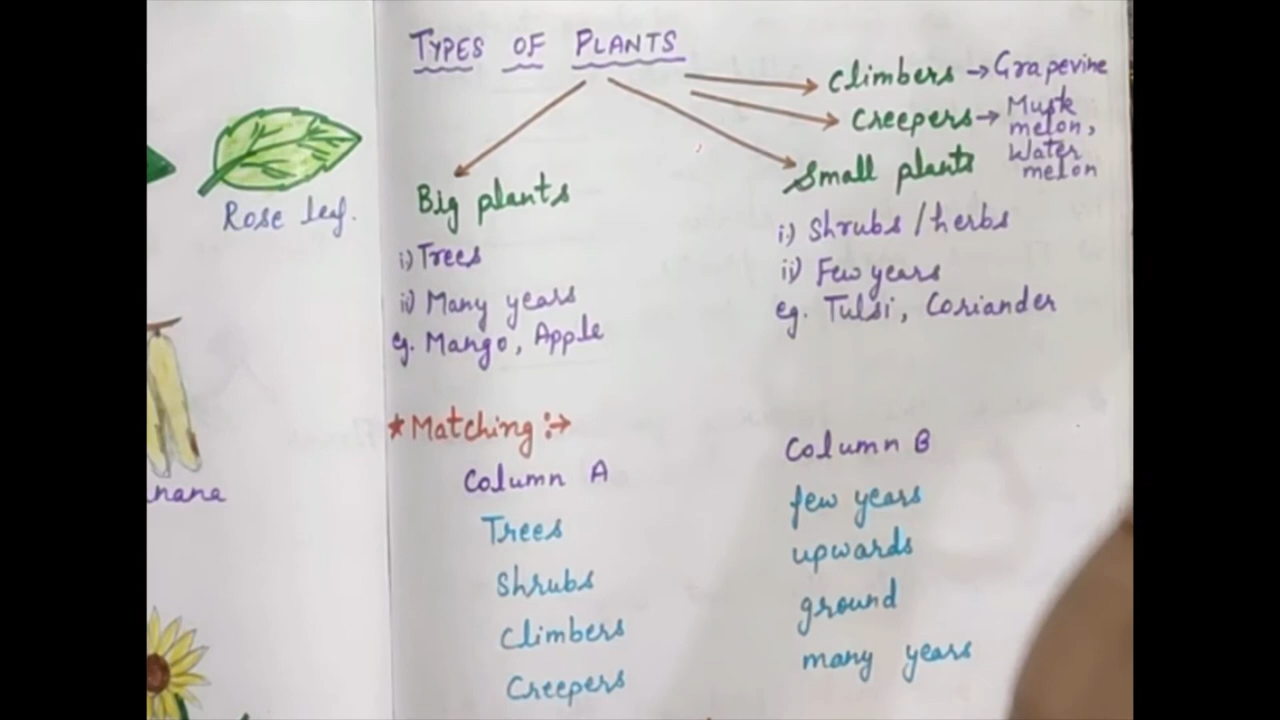 TYPES OF PLANTS
Climbers → Grapevine
Creepers → Musk
melon,
Water
melon
Big plants
i) Trees
ii) Many years
eg. Mango, Apple
Small plants
i) Shrubs / herbs
ii) Few years
eg. Tulsi, Coriander
Rose leaf.
nana
★ Matching :→
Column A
Trees
Shrubs
Climbers
Creepers
Column B
few years
upwards
ground
many years